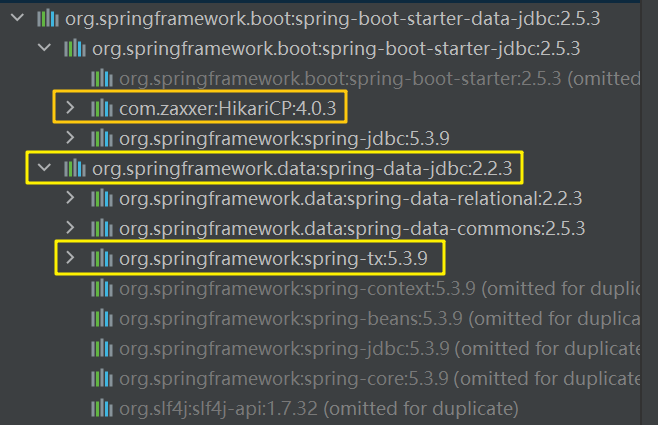 org.springframework.boot:spring-boot-starter-data-jdbc:2.5.3
org.springframework.boot:spring-boot-starter-jdbc:2.5.3
org.springframework.boot:spring-boot-starter:2.5.3 (omitted
com.zaxxer:HikariCP:4.0.3
org.springframework:spring-jdbc:5.3.9
org.springframework.data:spring-data-jdbc:2.2.3
org.springframework.data:spring-data-relational:2.2.3
org.springframework.data:spring-data-commons:2.5.3
org.springframework:spring-tx:5.3.9
org.springframework:spring-context:5.3.9 (omitted for duplic
org.springframework:spring-beans:5.3.9 (omitted for duplica
org.springframework:spring-jdbc:5.3.9 (omitted for duplicate
org.springframework:spring-core:5.3.9 (omitted for duplicate
org.slf4j:slf4j-api:1.7.32 (omitted for duplicate)